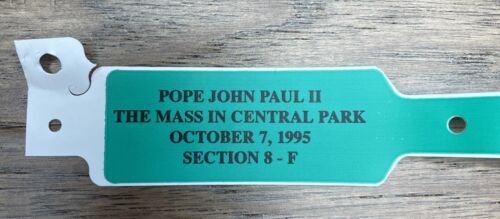 POPE JOHN PAUL II
THE MASS IN CENTRAL PARK
OCTOBER 7, 1995
SECTION 8 - F